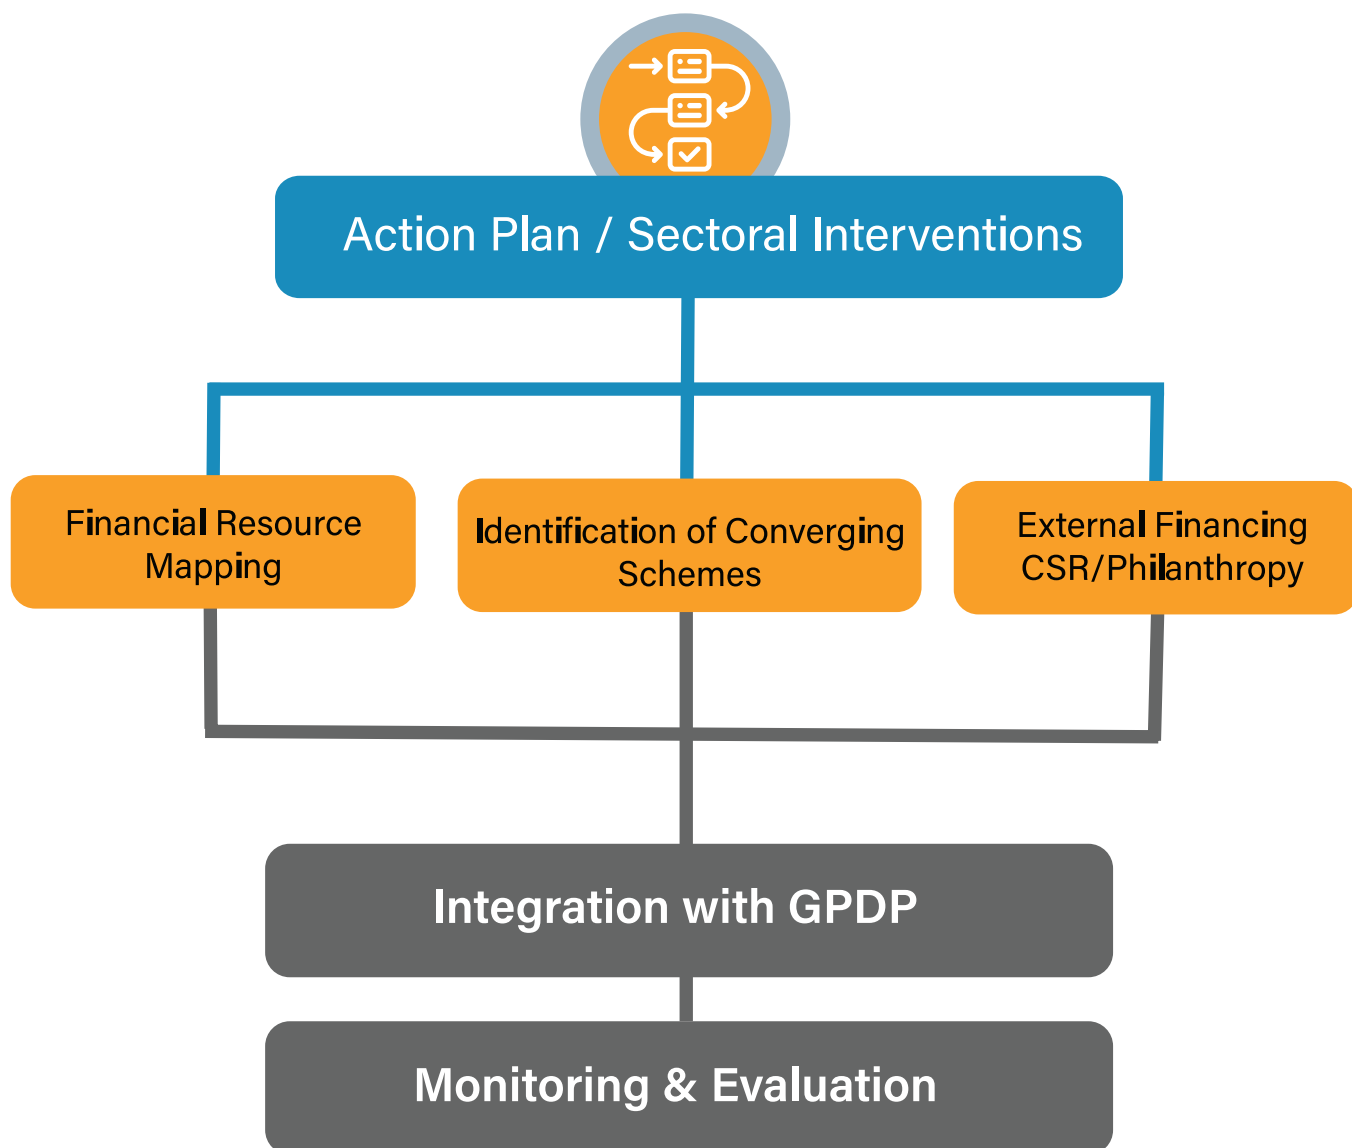 Action Plan / Sectoral Interventions
Financial Resource
Mapping
Identification of Converging
Schemes
External Financing
CSR/Philanthropy
Integration with GPDP
Monitoring & Evaluation